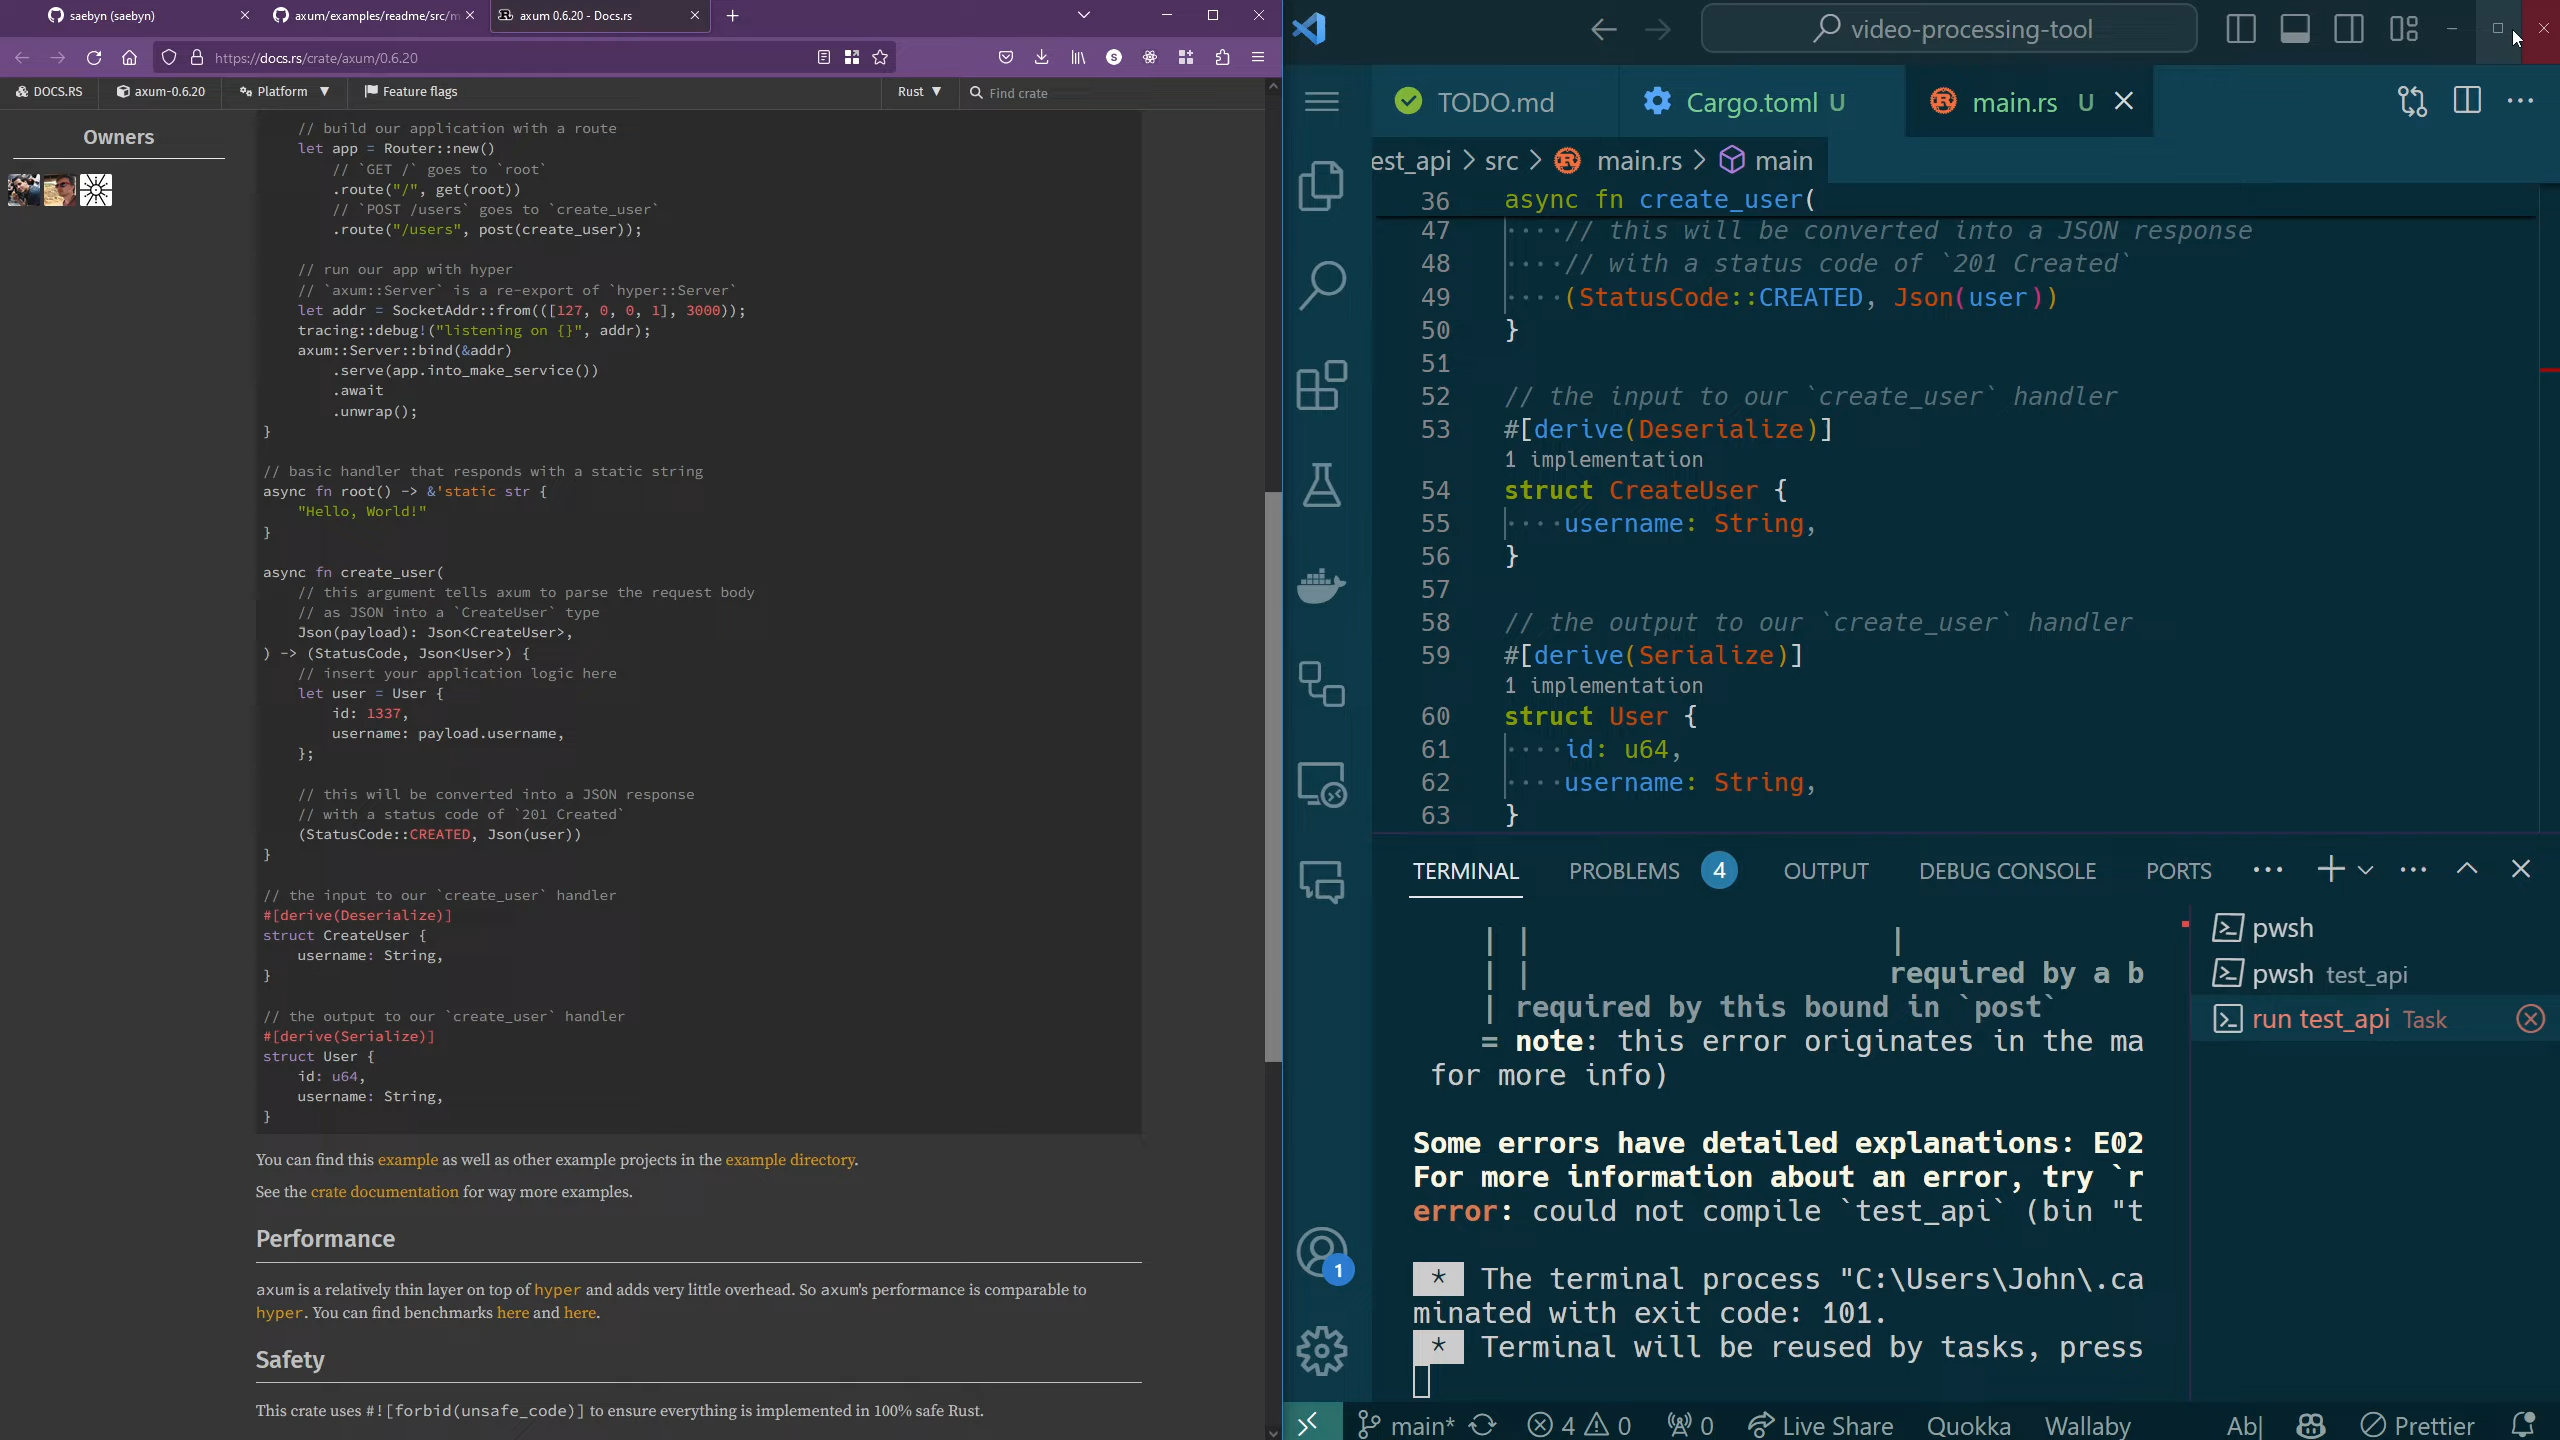 saebyn (saebyn)
axum/examples/readme/src/m
axum 0.6.20 - Docs.rs
https://docs.rs/crate/axum/0.6.20
DOCS.RS
axum-0.6.20
Platform
Feature flags
Rust
Find crate
Owners
// build our application with a route
let app = Router::new()
// `GET /` goes to `root`
.route("/", get(root))
// `POST /users` goes to `create_user`
.route("/users", post(create_user));
// run our app with hyper
// `axum::Server` is a re-export of `hyper::Server`
let addr = SocketAddr::from(([127, 0, 0, 1], 3000));
tracing::debug!("listening on {}", addr);
axum::Server::bind(&addr)
.serve(app.into_make_service())
.await
.unwrap();
}
// basic handler that responds with a static string
async fn root() -> &'static str {
"Hello, World!"
}
async fn create_user(
// this argument tells axum to parse the request body
// as JSON into a `CreateUser` type
Json(payload): Json<CreateUser>,
) -> (StatusCode, Json<User>) {
// insert your application logic here
let user = User {
id: 1337,
username: payload.username,
};
// this will be converted into a JSON response
// with a status code of `201 Created`
(StatusCode::CREATED, Json(user))
}
// the input to our `create_user` handler
#[derive(Deserialize)]
struct CreateUser {
username: String,
}
// the output to our `create_user` handler
#[derive(Serialize)]
struct User {
id: u64,
username: String,
}
You can find this example as well as other example projects in the example directory.
See the crate documentation for way more examples.
Performance
axum is a relatively thin layer on top of hyper and adds very little overhead. So axum's performance is comparable to
hyper. You can find benchmarks here and here.
Safety
This crate uses #![forbid(unsafe_code)] to ensure everything is implemented in 100% safe Rust.
video-processing-tool
TODO.md
Cargo.toml U
main.rs U
est_api > src > main.rs > main
36 async fn create_user(
47 ····// this will be converted into a JSON response
48 ····// with a status code of `201 Created`
49 ····(StatusCode::CREATED, Json(user))
50 }
51
52 // the input to our `create_user` handler
53 #[derive(Deserialize)]
1 implementation
54 struct CreateUser {
55 ····username: String,
56 }
57
58 // the output to our `create_user` handler
59 #[derive(Serialize)]
1 implementation
60 struct User {
61 ····id: u64,
62 ····username: String,
63 }
TERMINAL PROBLEMS 4 OUTPUT DEBUG CONSOLE PORTS
| | |
| | required by a b
| required by this bound in `post`
= note: this error originates in the ma
for more info)
Some errors have detailed explanations: E02
For more information about an error, try `r
error: could not compile `test_api` (bin "t
* The terminal process "C:\Users\John\.ca
minated with exit code: 101.
* Terminal will be reused by tasks, press
pwsh
pwsh test_api
run test_api Task
1
main* 4 0 0 Live Share Quokka Wallaby Ab| Prettier